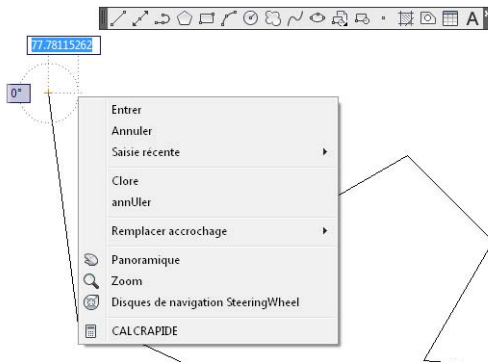 A
77.78115262
0°
Entrer
Annuler
Saisie récente
Clore
annUler
Remplacer accrochage
Panoramique
Zoom
Disques de navigation SteeringWheel
CALCRAPIDE